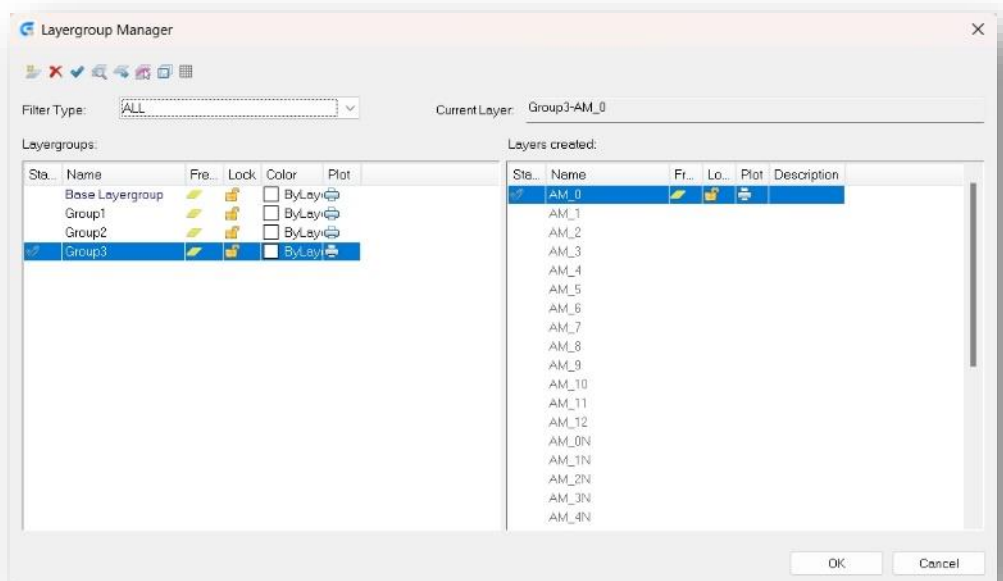 Layergroup Manager
Filter Type: ALL Current Layer: Group3-AM_0
Layergroups: Layers created:
Sta... Name Fre... Lock Color Plot
Base Layergroup ByLay
Group1 ByLay
Group2 ByLay
Group3 ByLay
Sta... Name Fr... Lo... Plot Description
AM_0
AM_1
AM_2
AM_3
AM_4
AM_5
AM_6
AM_7
AM_8
AM_9
AM_10
AM_11
AM_12
AM_0N
AM_1N
AM_2N
AM_3N
AM_4N
OK Cancel